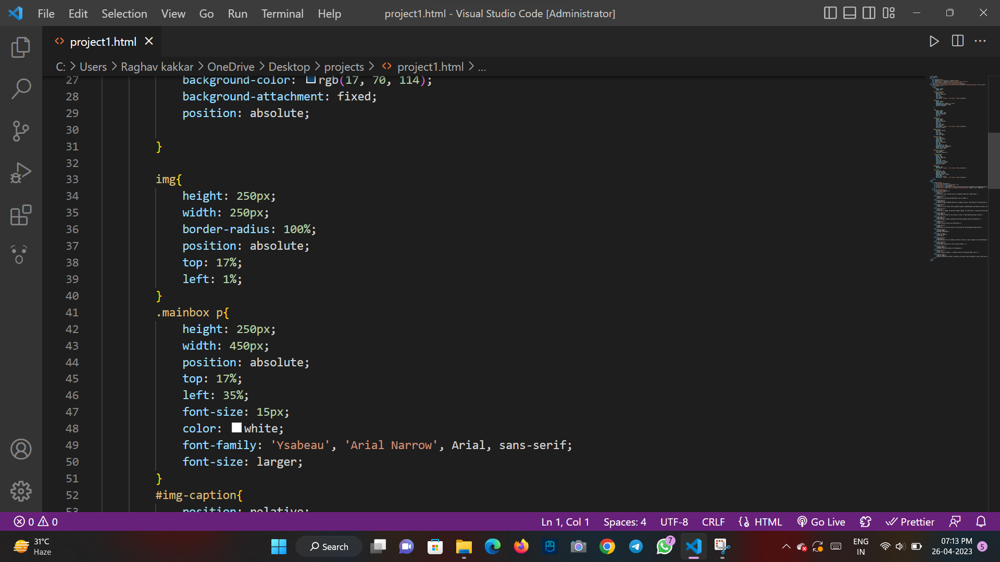 File Edit Selection View Go Run Terminal Help project1.html - Visual Studio Code [Administrator]
project1.html
C: > Users > Raghav kakkar > OneDrive > Desktop > projects > project1.html > ...
27 background-color: rgb(17, 70, 114);
28 background-attachment: fixed;
29 position: absolute;
30
31 }
32
33 img{
34 height: 250px;
35 width: 250px;
36 border-radius: 100%;
37 position: absolute;
38 top: 17%;
39 left: 1%;
40 }
41 .mainbox p{
42 height: 250px;
43 width: 450px;
44 position: absolute;
45 top: 17%;
46 left: 35%;
47 font-size: 15px;
48 color: white;
49 font-family: 'Ysabeau', 'Arial Narrow', Arial, sans-serif;
50 font-size: larger;
51 }
52 #img-caption{
53 position: relative;
0 0 Ln 1, Col 1 Spaces: 4 UTF-8 CRLF HTML Go Live Prettier
31°C
Haze
Search
7
ENG
IN
07:13 PM
26-04-2023
5